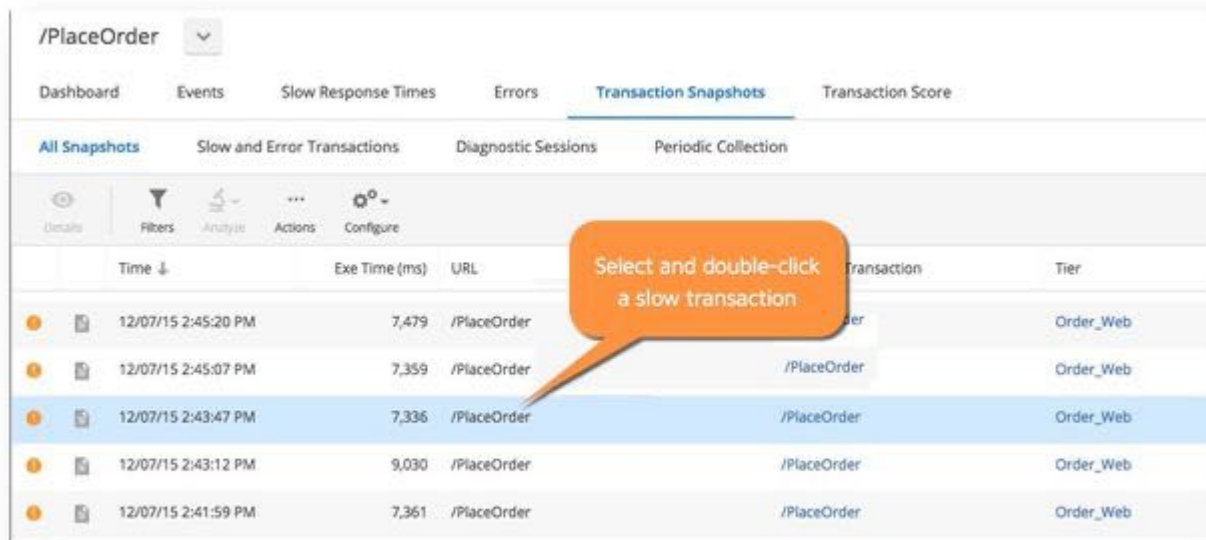 /PlaceOrder
Dashboard Events Slow Response Times Errors Transaction Snapshots Transaction Score
All Snapshots Slow and Error Transactions Diagnostic Sessions Periodic Collection
Details Filters Analyze Actions Configure
Time ↓ Exe Time (ms) URL Transaction Tier
Select and double-click
a slow transaction
12/07/15 2:45:20 PM 7,479 /PlaceOrder der Order_Web
12/07/15 2:45:07 PM 7,359 /PlaceOrder /PlaceOrder Order_Web
12/07/15 2:43:47 PM 7,336 /PlaceOrder /PlaceOrder Order_Web
12/07/15 2:43:12 PM 9,030 /PlaceOrder /PlaceOrder Order_Web
12/07/15 2:41:59 PM 7,361 /PlaceOrder /PlaceOrder Order_Web